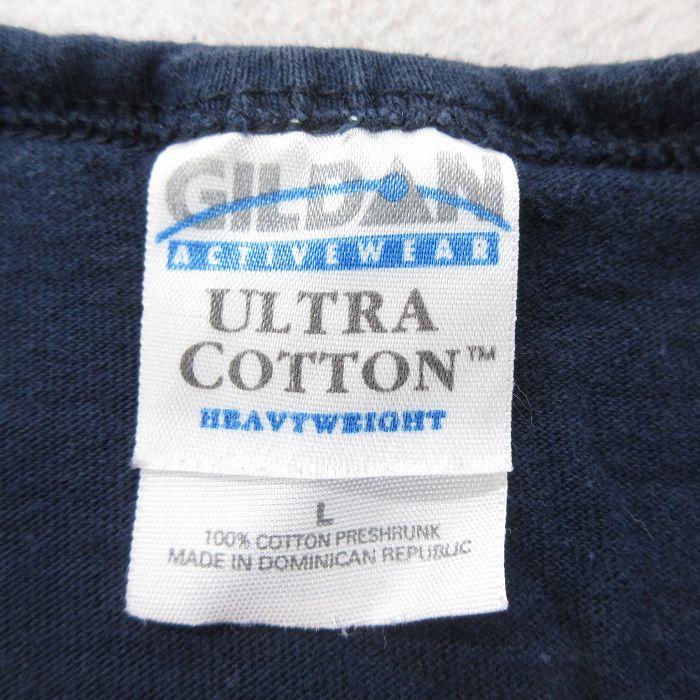 GILDAN
ACTIVEWEAR
ULTRA
COTTON™
HEAVYWEIGHT
L
100% COTTON PRESHRUNK
MADE IN DOMINICAN REPUBLIC